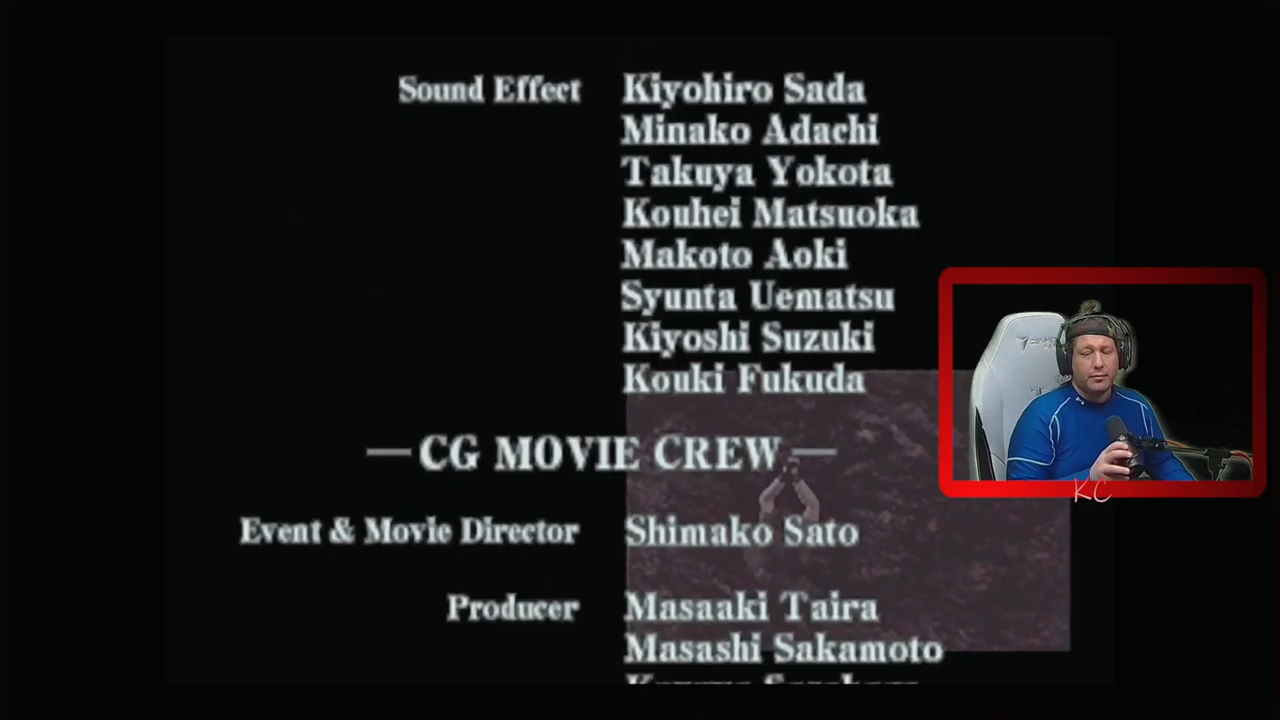 Sound Effect Kiyohiro Sada
Minako Adachi
Takuya Yokota
Kouhei Matsuoka
Makoto Aoki
Syunta Uematsu
Kiyoshi Suzuki
Kouki Fukuda
— CG MOVIE CREW —
KC
Event & Movie Director Shimako Sato
Producer Masaaki Taira
Masashi Sakamoto